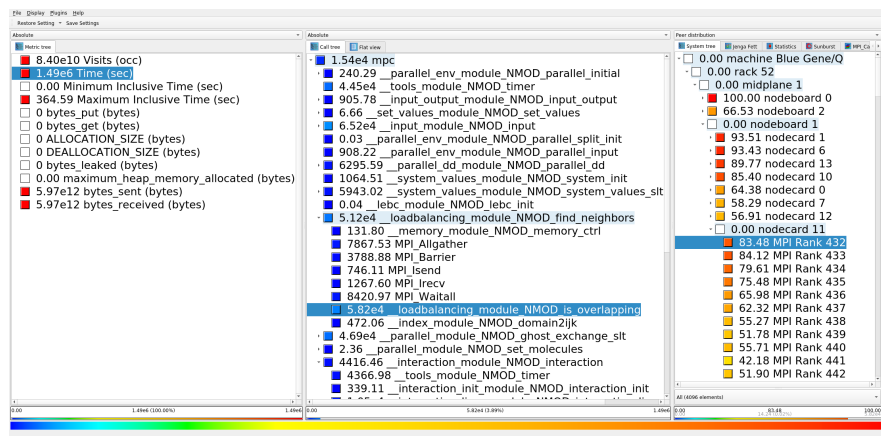 File Display Plugins Help
Restore Setting Save Settings
Absolute
Metric tree
8.40e10 Visits (occ)
1.49e6 Time (sec)
0.00 Minimum Inclusive Time (sec)
364.59 Maximum Inclusive Time (sec)
0 bytes_put (bytes)
0 bytes_get (bytes)
0 ALLOCATION_SIZE (bytes)
0 DEALLOCATION_SIZE (bytes)
0 bytes_leaked (bytes)
0.00 maximum_heap_memory_allocated (bytes)
5.97e12 bytes_sent (bytes)
5.97e12 bytes_received (bytes)
0.00 1.49e6 (100.00%) 1.49e6
Absolute
Call tree Flat view
1.54e4 mpc
240.29 __parallel_env_module_NMOD_parallel_initial
4.45e4 __tools_module_NMOD_timer
905.78 __input_output_module_NMOD_input_output
6.66 __set_values_module_NMOD_set_values
6.52e4 __input_module_NMOD_input
0.03 __parallel_env_module_NMOD_parallel_split_init
908.22 __parallel_env_module_NMOD_parallel_input
6295.59 __parallel_dd_module_NMOD_parallel_dd
1064.51 __system_values_module_NMOD_system_init
5943.02 __system_values_module_NMOD_system_values_slt
0.04 __lebc_module_NMOD_lebc_init
5.12e4 __loadbalancing_module_NMOD_find_neighbors
131.80 __memory_module_NMOD_memory_ctrl
7867.53 MPI_Allgather
3788.88 MPI_Barrier
746.11 MPI_Isend
1267.60 MPI_Irecv
8420.97 MPI_Waitall
5.82e4 __loadbalancing_module_NMOD_is_overlapping
472.06 __index_module_NMOD_domain2ijk
4.69e4 __parallel_module_NMOD_ghost_exchange_slt
2.36 __parallel_module_NMOD_set_molecules
4416.46 __interaction_module_NMOD_interaction
4366.98 __tools_module_NMOD_timer
339.11 __interaction_init_module_NMOD_interaction_init
0.00 5.82e4 (3.89%) 1.49e6
Peer distribution
System tree Jenga Fett Statistics Sunburst MPI_Ca
0.00 machine Blue Gene/Q
0.00 rack 52
0.00 midplane 1
100.00 nodeboard 0
66.53 nodeboard 2
0.00 nodeboard 1
93.51 nodecard 1
93.43 nodecard 6
89.77 nodecard 13
85.40 nodecard 10
64.38 nodecard 0
58.29 nodecard 7
56.91 nodecard 12
0.00 nodecard 11
83.48 MPI Rank 432
84.12 MPI Rank 433
79.61 MPI Rank 434
75.48 MPI Rank 435
65.98 MPI Rank 436
62.32 MPI Rank 437
55.27 MPI Rank 438
51.78 MPI Rank 439
55.71 MPI Rank 440
42.18 MPI Rank 441
51.90 MPI Rank 442
All (4096 elements)
0.00 83.48 100.00